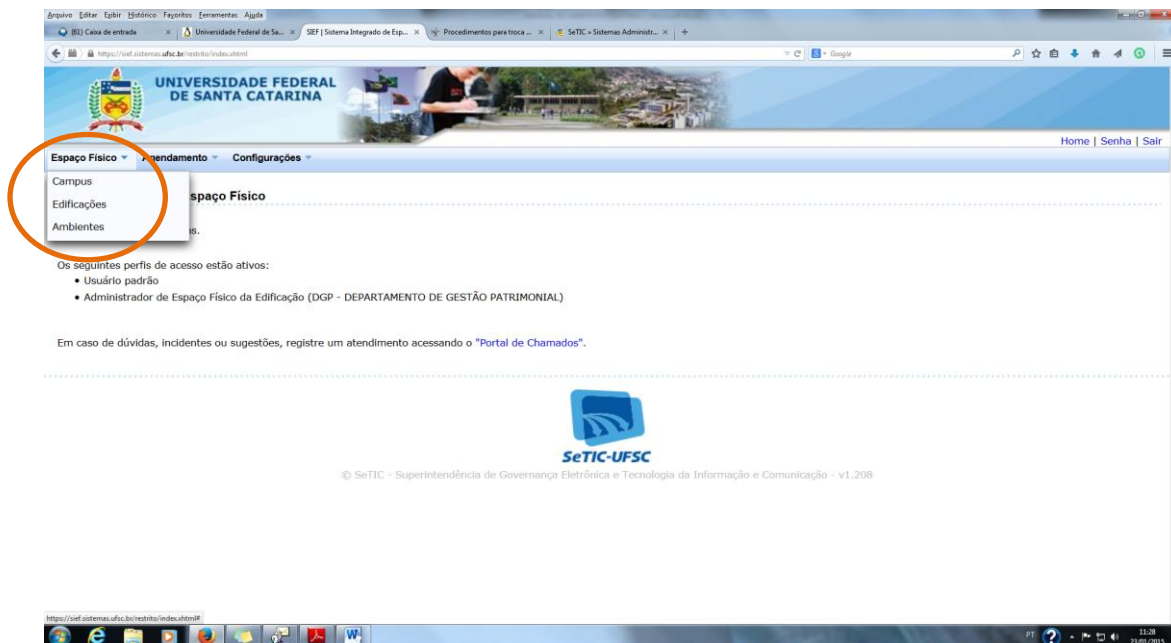 Arquivo Editar Exibir Histórico Favoritos Ferramentas Ajuda
(61) Caixa de entrada × Universidade Federal de Sa... × SIEF | Sistema Integrado de Esp... × Procedimentos para troca ... × SeTIC » Sistemas Administr... × +
https://sief.sistemas.ufsc.br/restrito/index.xhtml Google
UNIVERSIDADE FEDERAL
DE SANTA CATARINA
Home | Senha | Sair
Espaço Físico Agendamento Configurações
Campus
Edificações
Ambientes
spaço Físico
s.
Os seguintes perfis de acesso estão ativos:
• Usuário padrão
• Administrador de Espaço Físico da Edificação (DGP - DEPARTAMENTO DE GESTÃO PATRIMONIAL)
Em caso de dúvidas, incidentes ou sugestões, registre um atendimento acessando o "Portal de Chamados".
SeTIC-UFSC
© SeTIC - Superintendência de Governança Eletrônica e Tecnologia da Informação e Comunicação - v1.208
https://sief.sistemas.ufsc.br/restrito/index.xhtml#
PT 11:28
23/01/2015